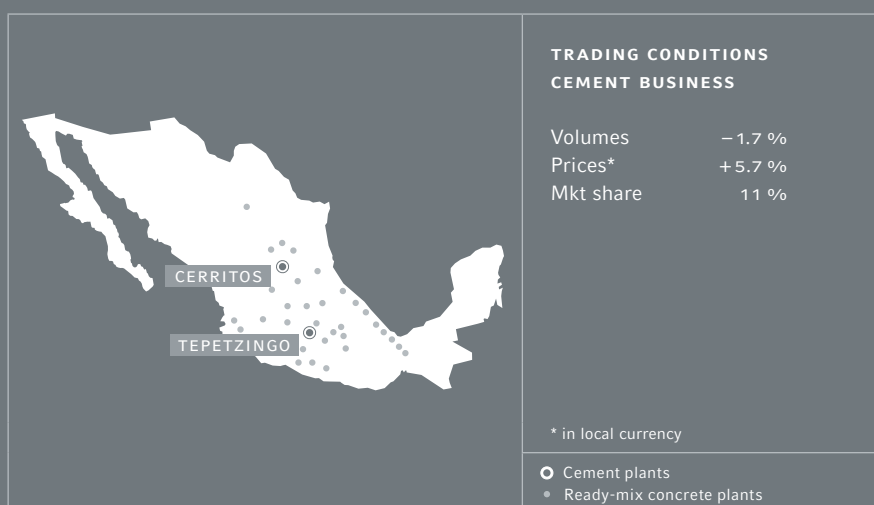 TRADING CONDITIONS
CEMENT BUSINESS
Volumes −1.7 %
Prices* +5.7 %
Mkt share 11 %
CERRITOS
TEPETZINGO
* in local currency
Cement plants
Ready-mix concrete plants